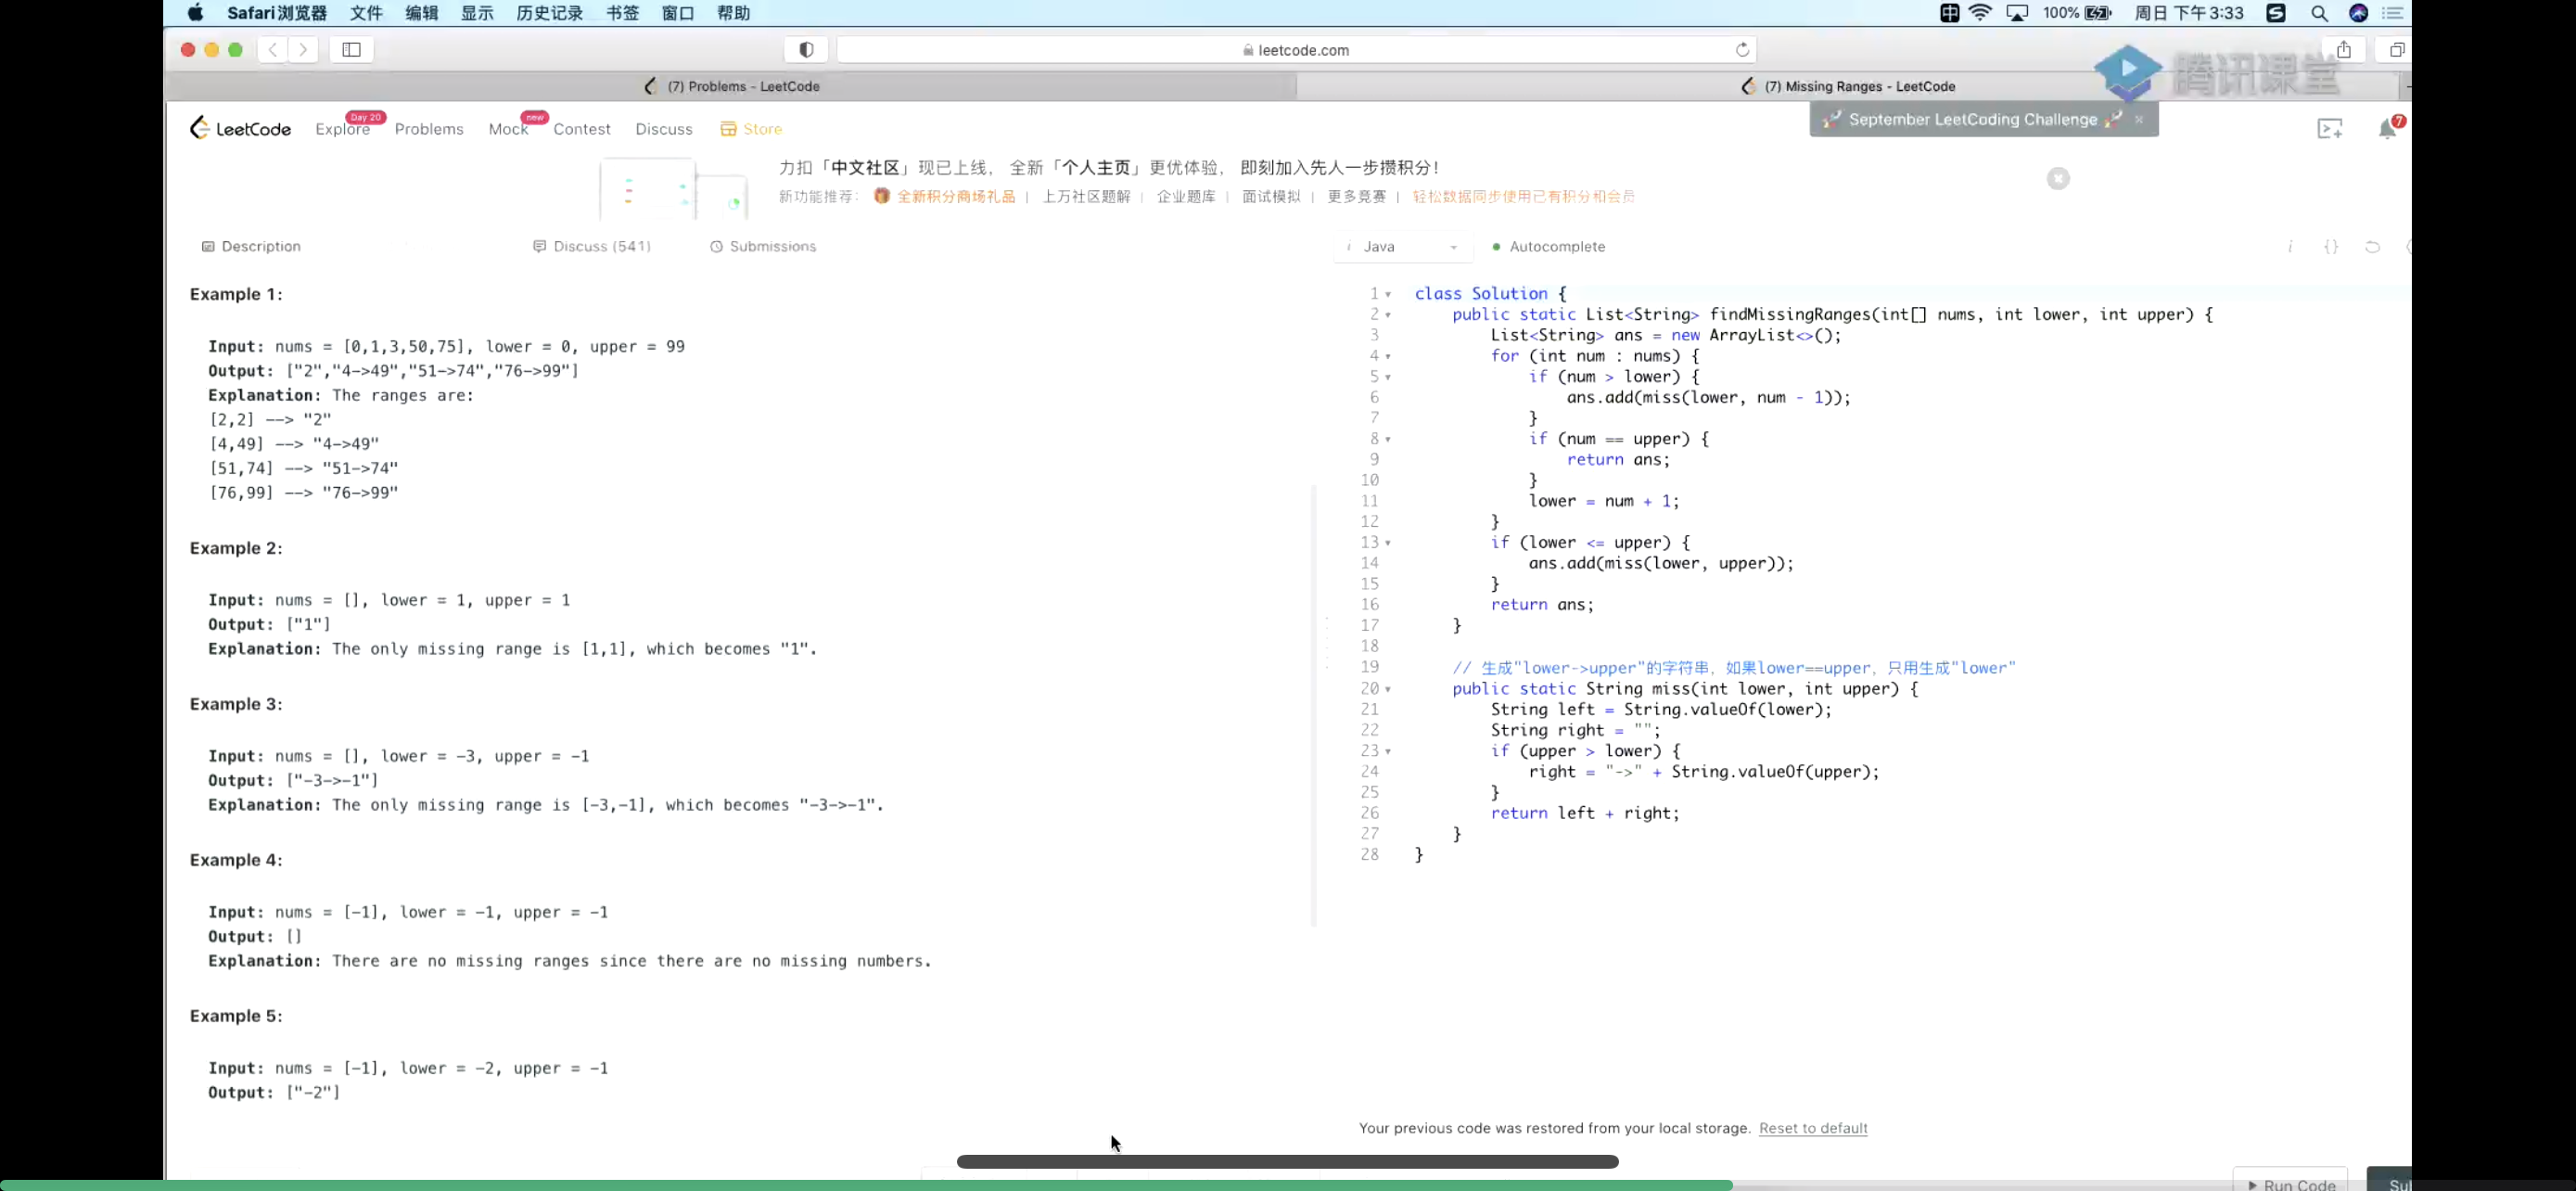 Safari浏览器 文件 编辑 显示 历史记录 书签 窗口 帮助 中 100% 周日 下午3:33
leetcode.com
(7) Problems - LeetCode (7) Missing Ranges - LeetCode
腾讯课堂
LeetCode Explore Day 20 Problems Mock new Contest Discuss Store
September LeetCoding Challenge × 7
力扣「中文社区」现已上线， 全新「个人主页」更优体验， 即刻加入先人一步攒积分！
新功能推荐： 全新积分商场礼品 | 上万社区题解 | 企业题库 | 面试模拟 | 更多竞赛 | 轻松数据同步使用已有积分和会员
Description Discuss (541) Submissions
i Java Autocomplete i {}
Example 1:
Input: nums = [0,1,3,50,75], lower = 0, upper = 99
Output: ["2","4->49","51->74","76->99"]
Explanation: The ranges are:
[2,2] --> "2"
[4,49] --> "4->49"
[51,74] --> "51->74"
[76,99] --> "76->99"
Example 2:
Input: nums = [], lower = 1, upper = 1
Output: ["1"]
Explanation: The only missing range is [1,1], which becomes "1".
Example 3:
Input: nums = [], lower = -3, upper = -1
Output: ["-3->-1"]
Explanation: The only missing range is [-3,-1], which becomes "-3->-1".
Example 4:
Input: nums = [-1], lower = -1, upper = -1
Output: []
Explanation: There are no missing ranges since there are no missing numbers.
Example 5:
Input: nums = [-1], lower = -2, upper = -1
Output: ["-2"]
1 class Solution {
2 public static List<String> findMissingRanges(int[] nums, int lower, int upper) {
3 List<String> ans = new ArrayList<>();
4 for (int num : nums) {
5 if (num > lower) {
6 ans.add(miss(lower, num - 1));
7 }
8 if (num == upper) {
9 return ans;
10 }
11 lower = num + 1;
12 }
13 if (lower <= upper) {
14 ans.add(miss(lower, upper));
15 }
16 return ans;
17 }
18
19 // 生成"lower->upper"的字符串，如果lower==upper，只用生成"lower"
20 public static String miss(int lower, int upper) {
21 String left = String.valueOf(lower);
22 String right = "";
23 if (upper > lower) {
24 right = "->" + String.valueOf(upper);
25 }
26 return left + right;
27 }
28 }
Your previous code was restored from your local storage. Reset to default
Run Code Su